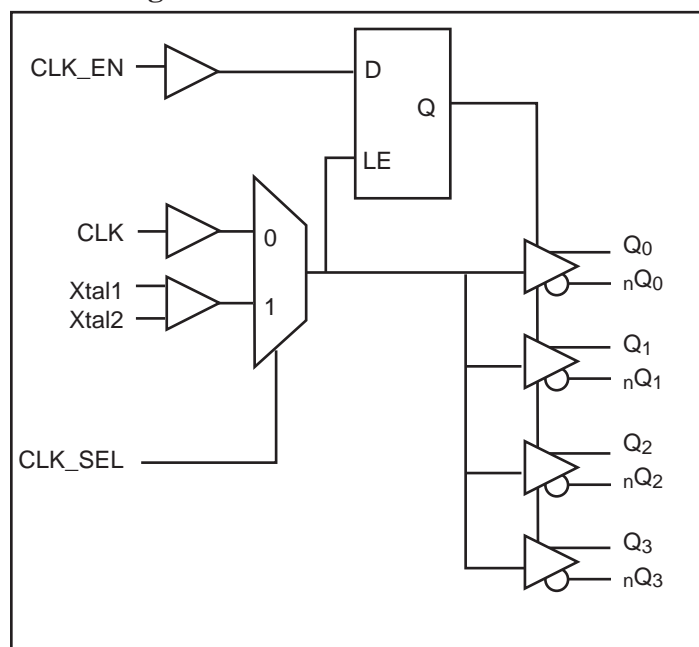 CLK_EN
D
Q
LE
CLK
0
Xtal1
Xtal2
1
CLK_SEL
Q0
nQ0
Q1
nQ1
Q2
nQ2
Q3
nQ3